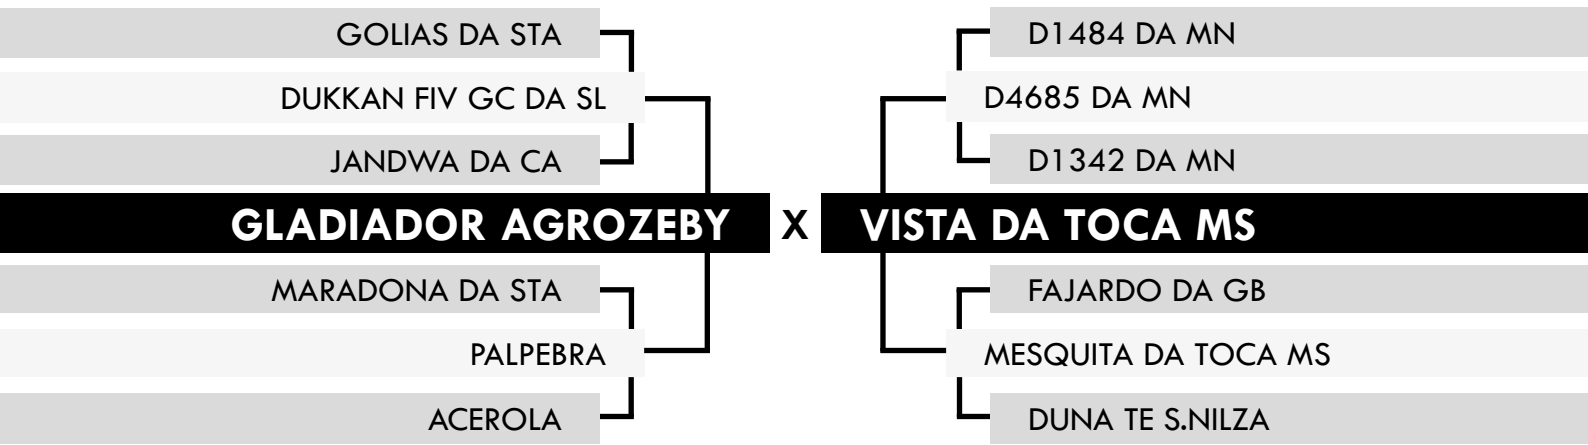 GOLIAS DA STA
DUKKAN FIV GC DA SL
JANDWA DA CA
GLADIADOR AGROZEBY X VISTA DA TOCA MS
MARADONA DA STA
PALPEBRA
ACEROLA
D1484 DA MN
D4685 DA MN
D1342 DA MN
FAJARDO DA GB
MESQUITA DA TOCA MS
DUNA TE S.NILZA